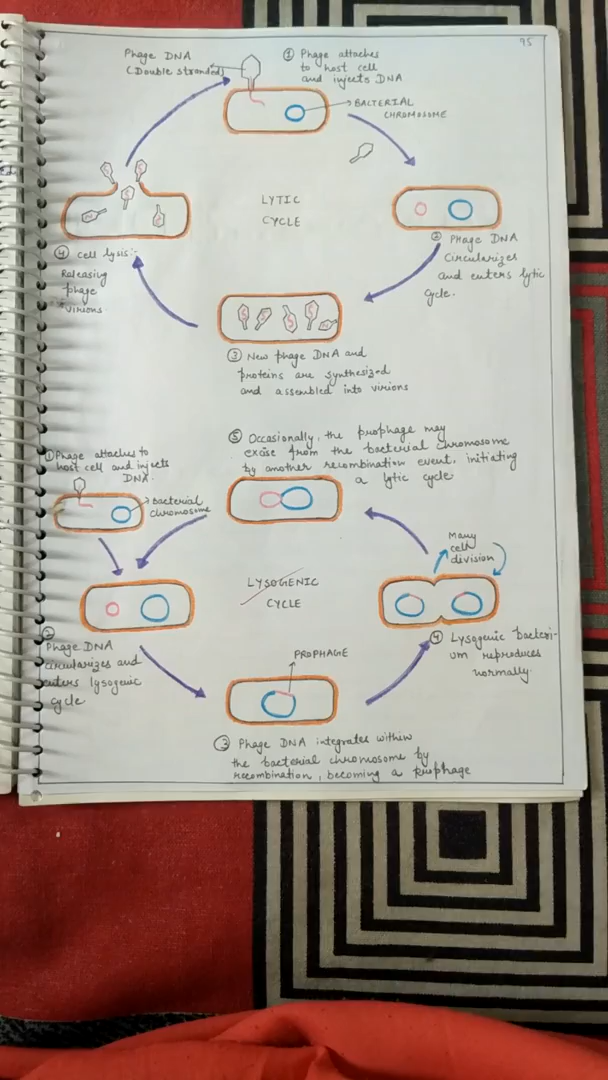 95
Phage DNA
(Double stranded)
① Phage attaches
to host cell
and injects DNA
BACTERIAL
CHROMOSOME
LYTIC
CYCLE
② Phage DNA
circularizes
and enters lytic
cycle.
③ New phage DNA and
proteins are synthesized
and assembled into virions
④ cell lysis:-
Releasing
phage
virions
① Phage attaches to
host cell and injects
DNA.
bacterial
chromosome
② Phage DNA
circularizes and
enters lysogenic
cycle
LYSOGENIC
CYCLE
PROPHAGE
③ Phage DNA integrates within
the bacterial chromosome by
recombination, becoming a prophage
Many
cell
division
④ Lysogenic bacteri-
um reproduces
normally.
⑤ Occasionally, the prophage may
excise from the bacterial chromosome
by another recombination event, initiating
a lytic cycle